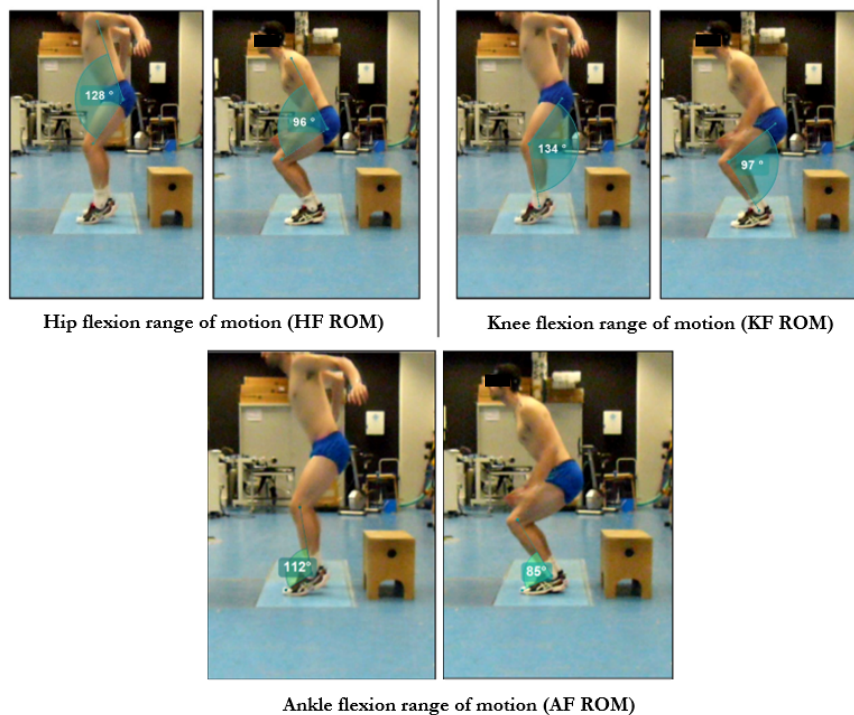 128 °
96 °
134 °
97 °
Hip flexion range of motion (HF ROM)
Knee flexion range of motion (KF ROM)
112°
85°
Ankle flexion range of motion (AF ROM)